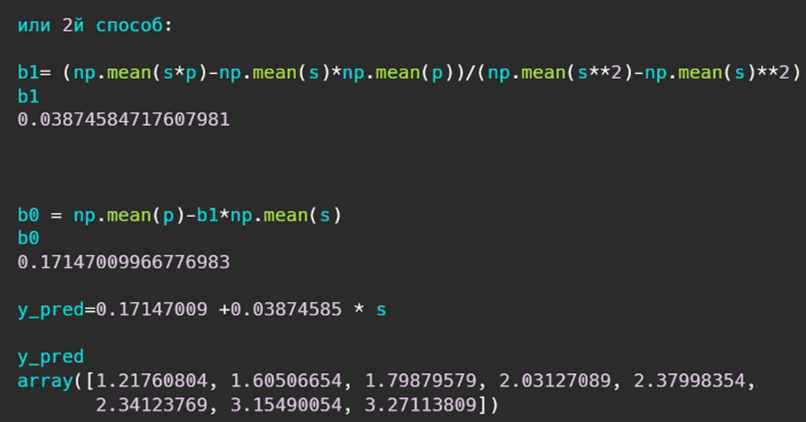 или 2й способ:
b1= (np.mean(s*p)-np.mean(s)*np.mean(p))/(np.mean(s**2)-np.mean(s)**2)
b1
0.03874584717607981
b0 = np.mean(p)-b1*np.mean(s)
b0
0.17147009966776983
y_pred=0.17147009 +0.03874585 * s
y_pred
array([1.21760804, 1.60506654, 1.79879579, 2.03127089, 2.37998354,
2.34123769, 3.15490054, 3.27113809])